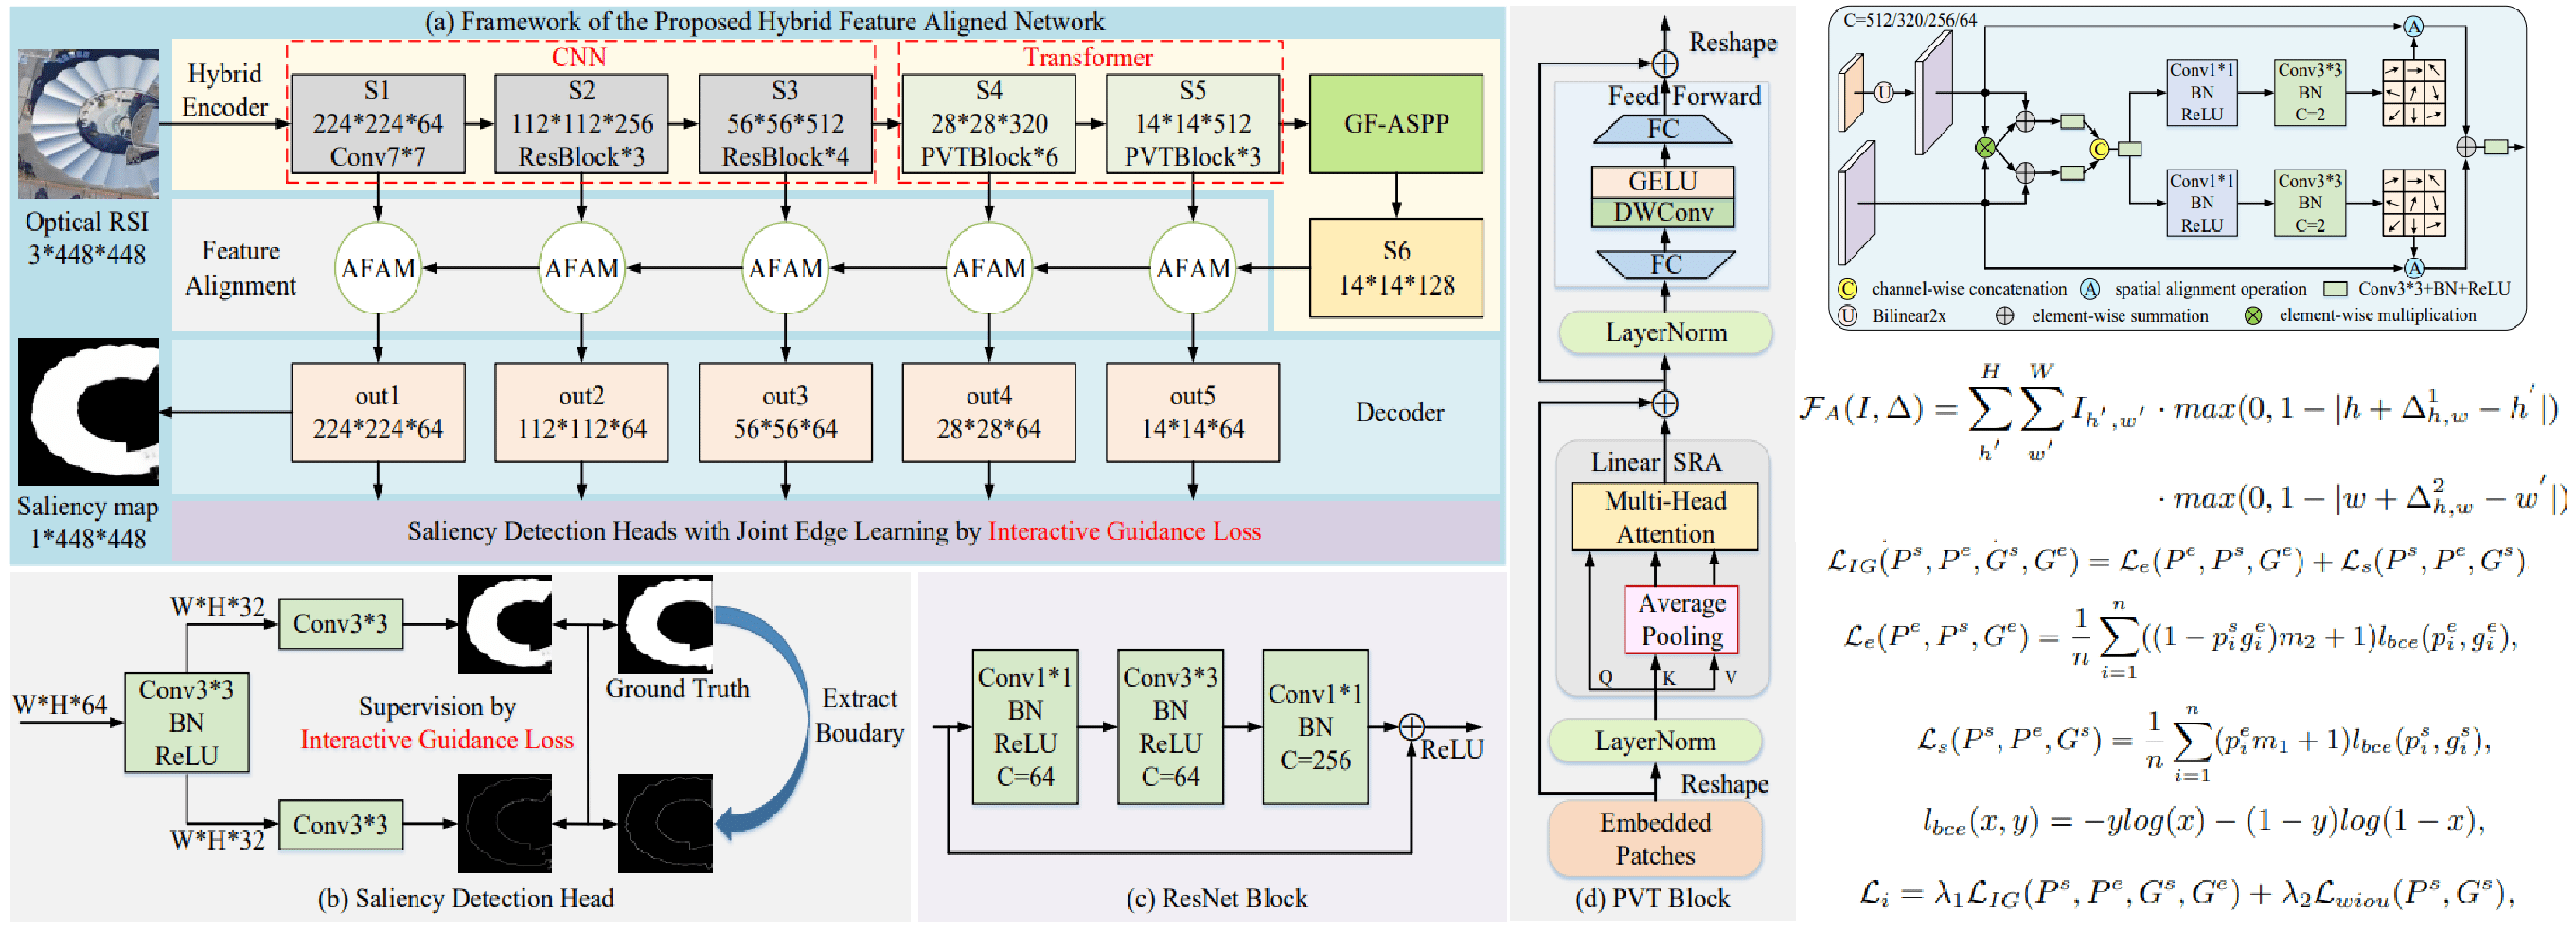 (a) Framework of the Proposed Hybrid Feature Aligned Network
Hybrid
Encoder
CNN
Transformer
S1
224*224*64
Conv7*7
S2
112*112*256
ResBlock*3
S3
56*56*512
ResBlock*4
S4
28*28*320
PVTBlock*6
S5
14*14*512
PVTBlock*3
GF-ASPP
Optical RSI
3*448*448
Feature
Alignment
AFAM
AFAM
AFAM
AFAM
AFAM
S6
14*14*128
out1
224*224*64
out2
112*112*64
out3
56*56*64
out4
28*28*64
out5
14*14*64
Decoder
Saliency map
1*448*448
Saliency Detection Heads with Joint Edge Learning by Interactive Guidance Loss
W*H*64
Conv3*3
BN
ReLU
W*H*32
Conv3*3
W*H*32
Conv3*3
Supervision by
Interactive Guidance Loss
Ground Truth
Extract
Boudary
(b) Saliency Detection Head
Conv1*1
BN
ReLU
C=64
Conv3*3
BN
ReLU
C=64
Conv1*1
BN
C=256
ReLU
(c) ResNet Block
Reshape
Feed Forward
FC
GELU
DWConv
FC
LayerNorm
Linear SRA
Multi-Head
Attention
Average
Pooling
Q K V
LayerNorm
Reshape
Embedded
Patches
(d) PVT Block
C=512/320/256/64
U
Conv1*1
BN
ReLU
Conv3*3
BN
C=2
A
C
Conv1*1
BN
ReLU
Conv3*3
BN
C=2
A
C channel-wise concatenation A spatial alignment operation Conv3*3+BN+ReLU
U Bilinear2x ⊕ element-wise summation ⊗ element-wise multiplication
$\mathcal{F}_A(I, \Delta) = \sum_{h'}^{H} \sum_{w'}^{W} I_{h',w'} \cdot max(0, 1 - |h + \Delta^1_{h,w} - h'|)$
$\cdot max(0, 1 - |w + \Delta^2_{h,w} - w'|)$
$\mathcal{L}_{IG}(P^s, P^e, G^s, G^e) = \mathcal{L}_e(P^e, P^s, G^e) + \mathcal{L}_s(P^s, P^e, G^s)$
$\mathcal{L}_e(P^e, P^s, G^e) = \frac{1}{n} \sum_{i=1}^{n} ((1 - p_i^s g_i^e) m_2 + 1) l_{bce}(p_i^e, g_i^e),$
$\mathcal{L}_s(P^s, P^e, G^s) = \frac{1}{n} \sum_{i=1}^{n} (p_i^e m_1 + 1) l_{bce}(p_i^s, g_i^s),$
$l_{bce}(x, y) = -ylog(x) - (1 - y)log(1 - x),$
$\mathcal{L}_i = \lambda_1 \mathcal{L}_{IG}(P^s, P^e, G^s, G^e) + \lambda_2 \mathcal{L}_{wiou}(P^s, G^s),$